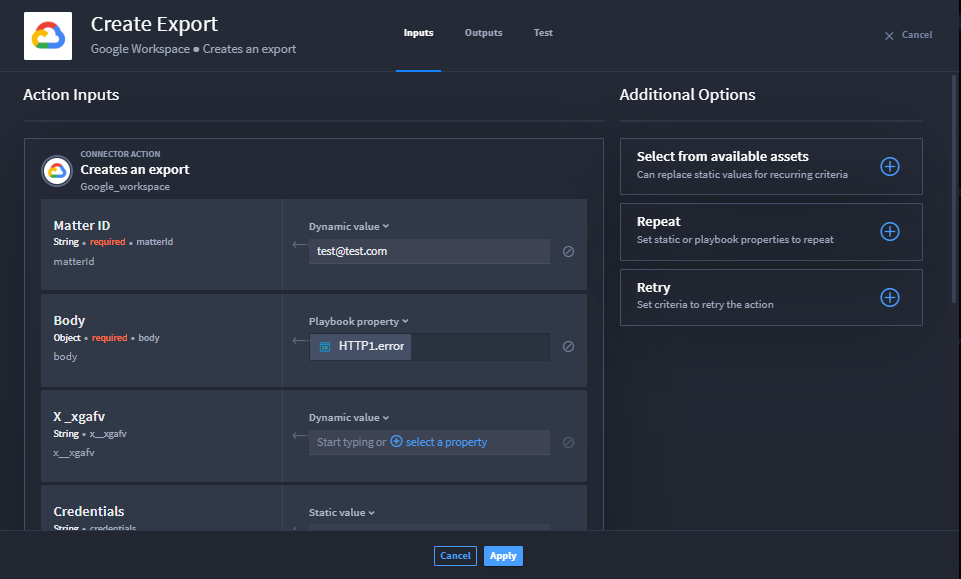 Create Export
Google Workspace ● Creates an export
Inputs
Outputs
Test
Cancel
Action Inputs
CONNECTOR ACTION
Creates an export
Google_workspace
Matter ID
String • required • matterId
matterId
Dynamic value
test@test.com
Body
Object • required • body
body
Playbook property
HTTP1.error
X _xgafv
String • x__xgafv
x__xgafv
Dynamic value
Start typing or select a property
Credentials
String • credentials
Static value
Additional Options
Select from available assets
Can replace static values for recurring criteria
Repeat
Set static or playbook properties to repeat
Retry
Set criteria to retry the action
Cancel
Apply